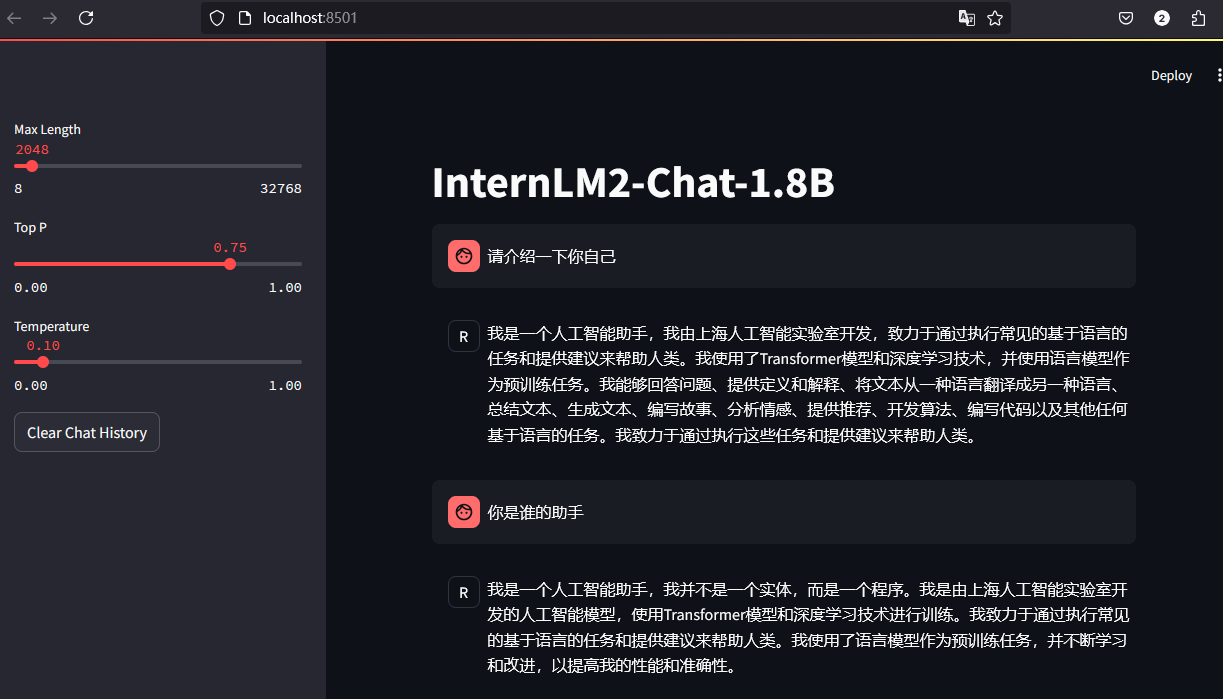 localhost:8501
2
Deploy
Max Length
2048
8 32768
Top P
0.75
0.00 1.00
Temperature
0.10
0.00 1.00
Clear Chat History
InternLM2-Chat-1.8B
请介绍一下你自己
R
我是一个人工智能助手，我由上海人工智能实验室开发，致力于通过执行常见的基于语言的
任务和提供建议来帮助人类。我使用了Transformer模型和深度学习技术，并使用语言模型作
为预训练任务。我能够回答问题、提供定义和解释、将文本从一种语言翻译成另一种语言、
总结文本、生成文本、编写故事、分析情感、提供推荐、开发算法、编写代码以及其他任何
基于语言的任务。我致力于通过执行这些任务和提供建议来帮助人类。
你是谁的助手
R
我是一个人工智能助手，我并不是一个实体，而是一个程序。我是由上海人工智能实验室开
发的人工智能模型，使用Transformer模型和深度学习技术进行训练。我致力于通过执行常见
的基于语言的任务和提供建议来帮助人类。我使用了语言模型作为预训练任务，并不断学习
和改进，以提高我的性能和准确性。